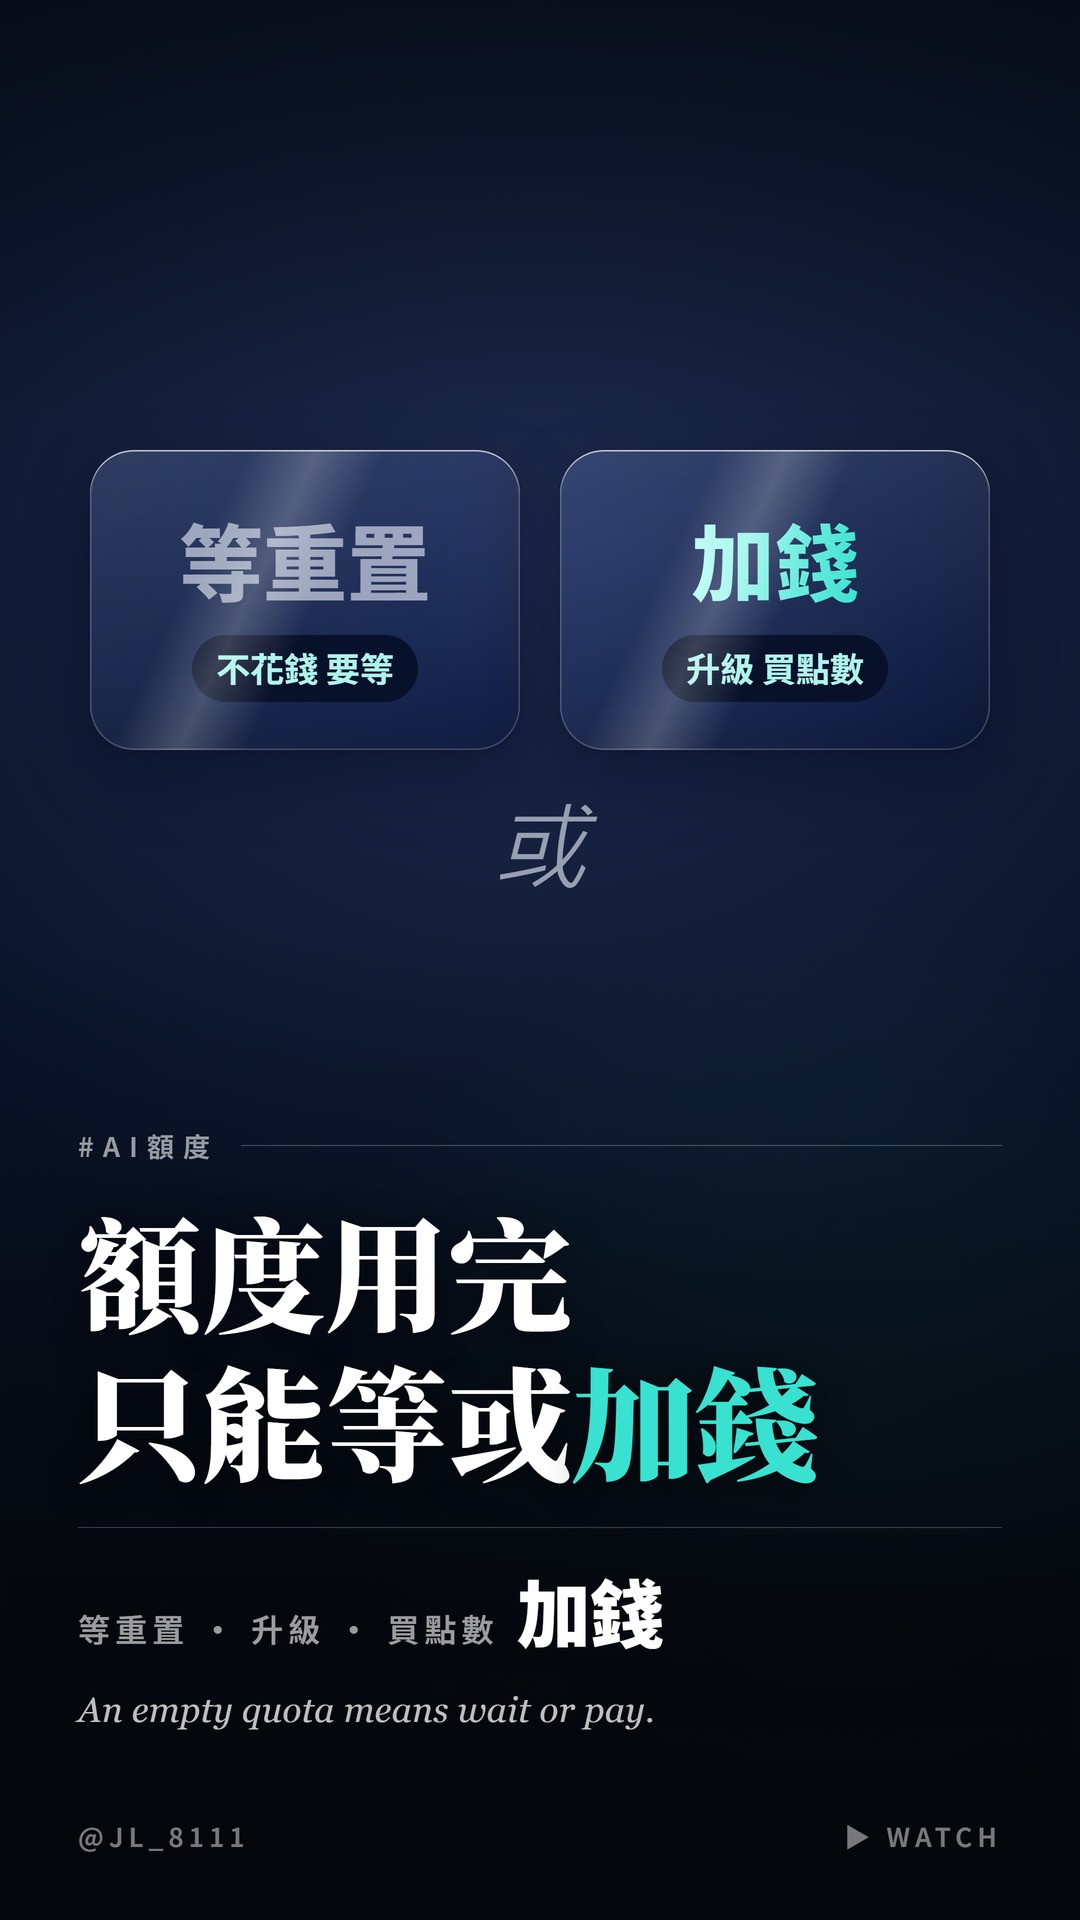 等重置
不花錢 要等
加錢
升級 買點數
或
#AI額度
額度用完
只能等或加錢
等重置 · 升級 · 買點數 加錢
An empty quota means wait or pay.
@JL_8111
▶ WATCH